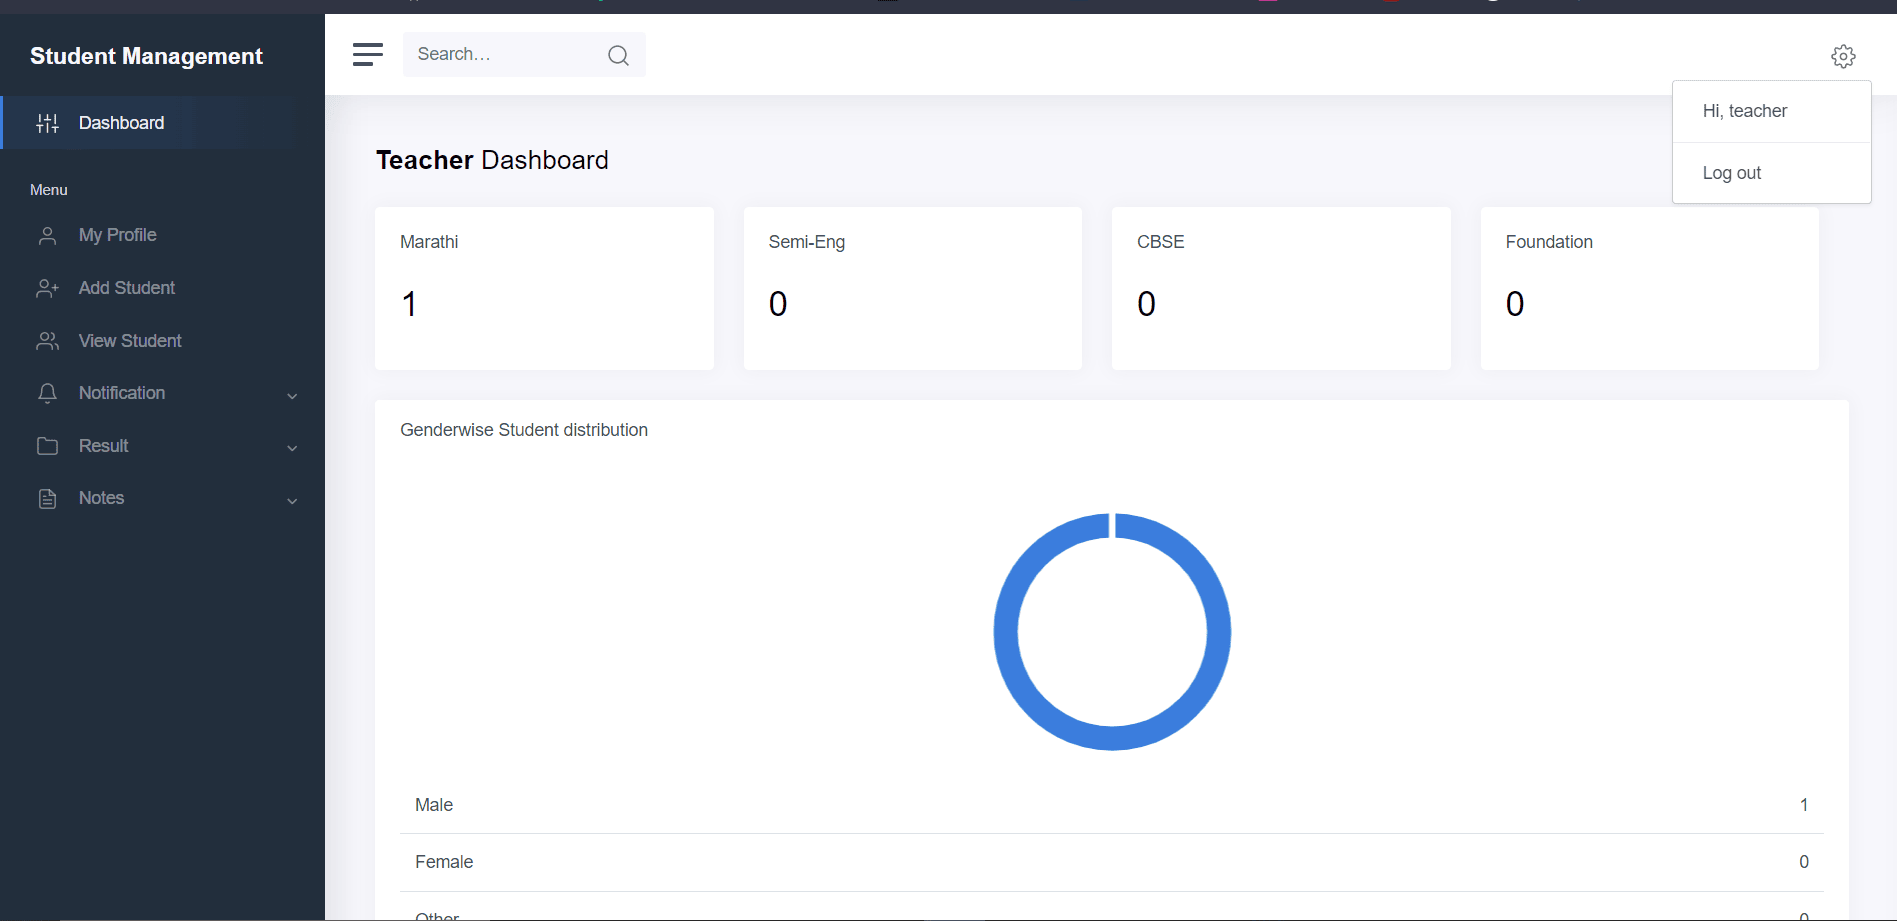 Student Management
Search...
Dashboard
Hi, teacher
Log out
Menu
My Profile
Add Student
View Student
Notification
Result
Notes
Teacher Dashboard
Marathi
1
Semi-Eng
0
CBSE
0
Foundation
0
Genderwise Student distribution
Male 1
Female 0
Other 0